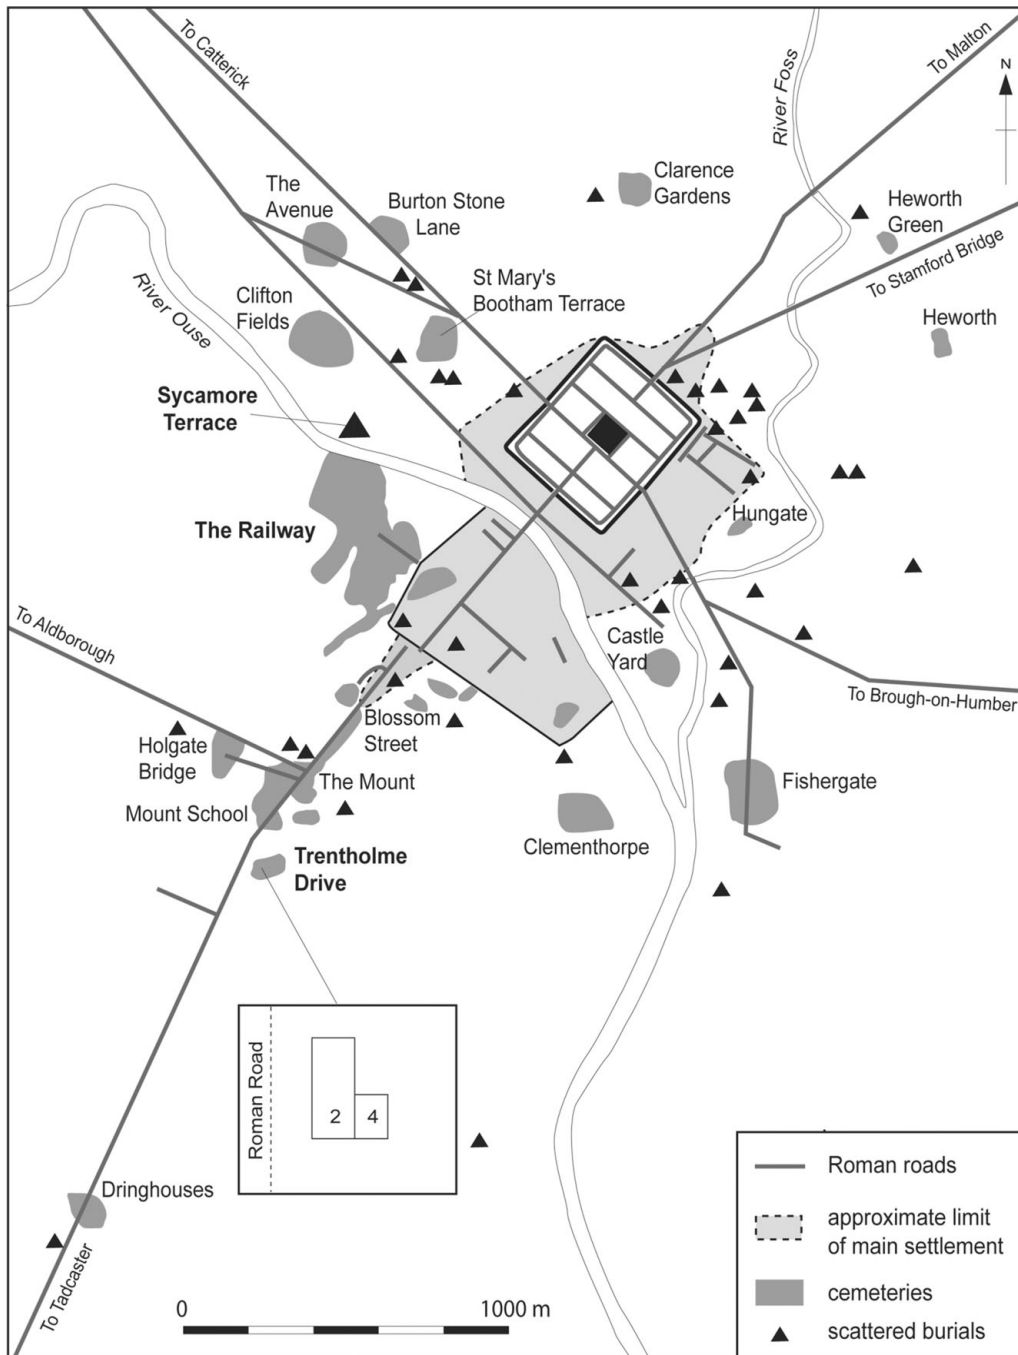 To Catterick
River Foss
To Malton
N
Clarence
Gardens
The
Avenue
Burton Stone
Lane
Heworth
Green
To Stamford Bridge
River Ouse
Clifton
Fields
St Mary's
Bootham Terrace
Heworth
Sycamore
Terrace
The Railway
Hungate
To Aldborough
Castle
Yard
To Brough-on-Humber
Blossom
Street
Holgate
Bridge
The Mount
Fishergate
Mount School
Clementhorpe
Trentholme
Drive
Roman Road
2
4
Dringhouses
To Tadcaster
0
1000 m
Roman roads
approximate limit
of main settlement
cemeteries
scattered burials